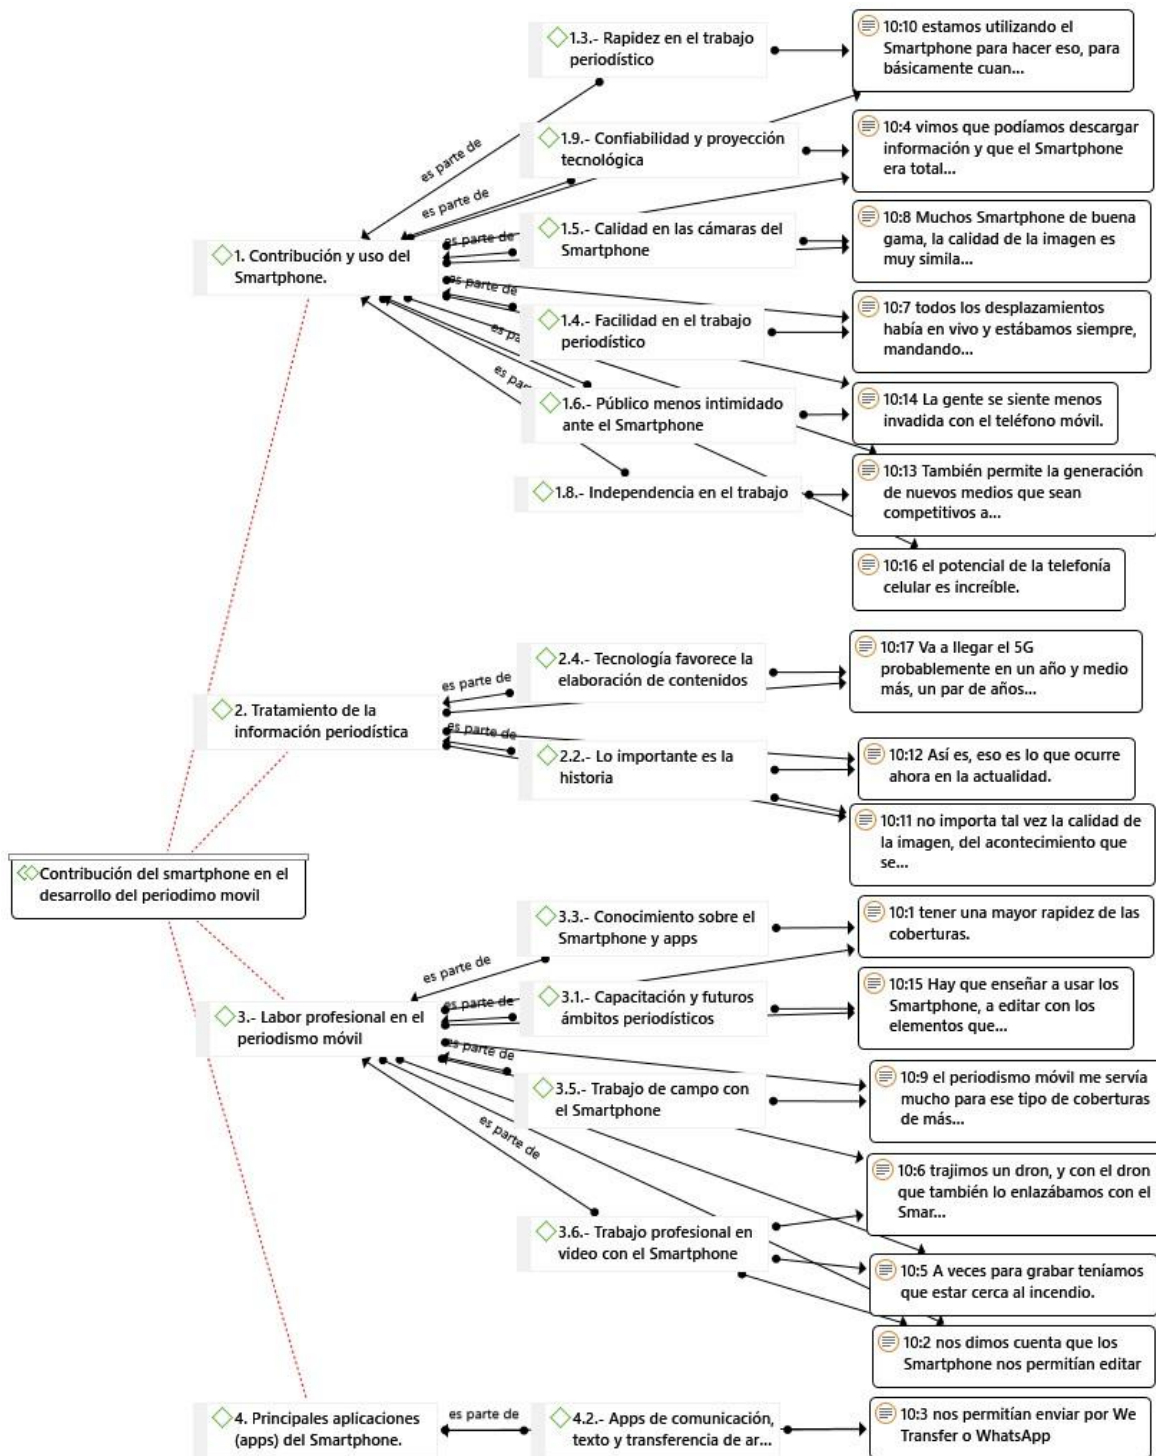 1.3.- Rapidez en el trabajo
periodístico
10:10 estamos utilizando el
Smartphone para hacer eso, para
básicamente cuan...
es parte de
1.9.- Confiabilidad y proyección
tecnológica
10:4 vimos que podíamos descargar
información y que el Smartphone
era total...
es parte de
1. Contribución y uso del
Smartphone.
es parte de
1.5.- Calidad en las cámaras del
Smartphone
10:8 Muchos Smartphone de buena
gama, la calidad de la imagen es
muy simila...
es parte de
1.4.- Facilidad en el trabajo
periodístico
10:7 todos los desplazamientos
había en vivo y estábamos siempre,
mandando...
es pa
1.6.- Público menos intimidado
ante el Smartphone
10:14 La gente se siente menos
invadida con el teléfono móvil.
es pa
1.8.- Independencia en el trabajo
10:13 También permite la generación
de nuevos medios que sean
competitivos a...
10:16 el potencial de la telefonía
celular es increíble.
2. Tratamiento de la
información periodística
es parte de
2.4.- Tecnología favorece la
elaboración de contenidos
10:17 Va a llegar el 5G
probablemente en un año y medio
más, un par de años...
es parte de
2.2.- Lo importante es la
historia
10:12 Así es, eso es lo que ocurre
ahora en la actualidad.
10:11 no importa tal vez la calidad de
la imagen, del acontecimiento que
se...
Contribución del smartphone en el
desarrollo del periodimo movil
3.3.- Conocimiento sobre el
Smartphone y apps
10:1 tener una mayor rapidez de las
coberturas.
es parte de
3.- Labor profesional en el
periodismo móvil
es parte de
3.1.- Capacitación y futuros
ámbitos periodísticos
10:15 Hay que enseñar a usar los
Smartphone, a editar con los
elementos que...
es parte de
3.5.- Trabajo de campo con
el Smartphone
10:9 el periodismo móvil me servía
mucho para ese tipo de coberturas
de más...
es parte de
3.6.- Trabajo profesional en
video con el Smartphone
10:6 trajimos un dron, y con el dron
que también lo enlazábamos con el
Smar...
10:5 A veces para grabar teníamos
que estar cerca al incendio.
10:2 nos dimos cuenta que los
Smartphone nos permitían editar
4. Principales aplicaciones
(apps) del Smartphone.
es parte de
4.2.- Apps de comunicación,
texto y transferencia de ar...
10:3 nos permitían enviar por We
Transfer o WhatsApp